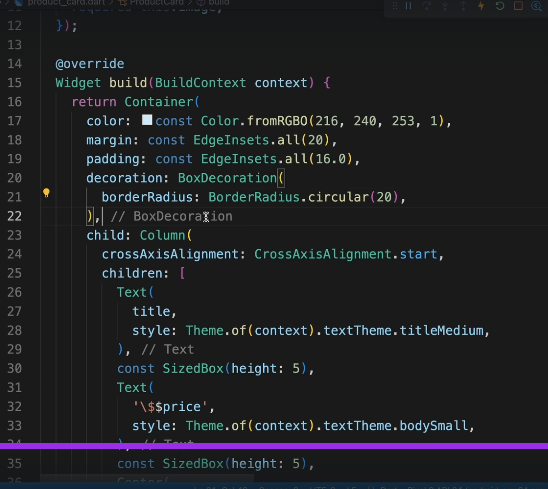 product_card.dart > ProductCard > build
12 });
13
14 @override
15 Widget build(BuildContext context) {
16 return Container(
17 color: const Color.fromRGBO(216, 240, 253, 1),
18 margin: const EdgeInsets.all(20),
19 padding: const EdgeInsets.all(16.0),
20 decoration: BoxDecoration(
21 borderRadius: BorderRadius.circular(20),
22 ), // BoxDecoration
23 child: Column(
24 crossAxisAlignment: CrossAxisAlignment.start,
25 children: [
26 Text(
27 title,
28 style: Theme.of(context).textTheme.titleMedium,
29 ), // Text
30 const SizedBox(height: 5),
31 Text(
32 '\$$price',
33 style: Theme.of(context).textTheme.bodySmall,
34 ), // Text
35 const SizedBox(height: 5),
36 Center(